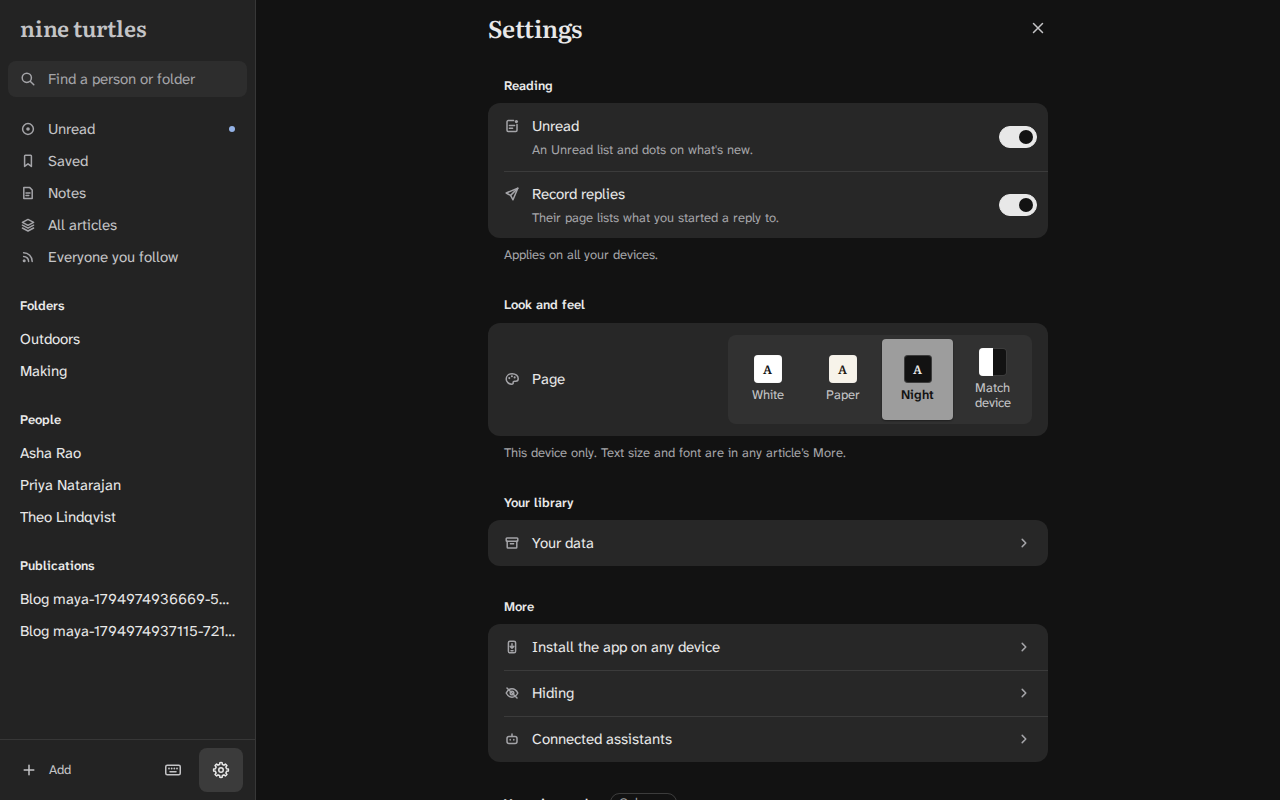 nine turtles
Find a person or folder
Unread
Saved
Notes
All articles
Everyone you follow
Folders
Outdoors
Making
People
Asha Rao
Priya Natarajan
Theo Lindqvist
Publications
Blog maya-1794974936669-5...
Blog maya-1794974937115-721...
Add
Settings
Reading
Unread
An Unread list and dots on what's new.
Record replies
Their page lists what you started a reply to.
Applies on all your devices.
Look and feel
Page
A
White
A
Paper
A
Night
Match
device
This device only. Text size and font are in any article's More.
Your library
Your data
More
Install the app on any device
Hiding
Connected assistants